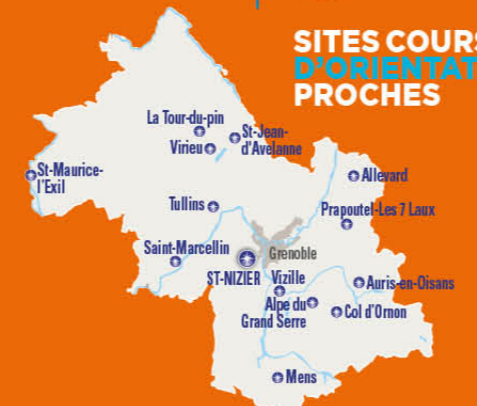 SITES COURS
D'ORIENTAT
PROCHES
La Tour-du-pin
St-Jean-
d'Avelanne
Virieu
St-Maurice-
l'Exil
Allevard
Tullins
Prapoutel-Les 7 Laux
Saint-Marcellin
Grenoble
ST-NIZIER
Vizille
Auris-en-Oisans
Alpe du
Grand Serre
Col d'Ornon
Mens